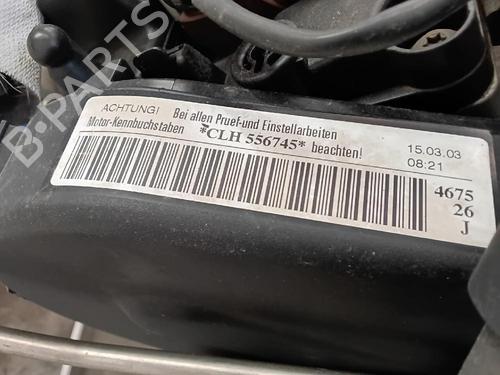 ACHTUNG! Bei allen Pruef-und Einstellarbeiten
Motor-Kennbuchstaben *CLH 556745* beachten!
15.03.03
08:21
4675
26
J
B-PARTS